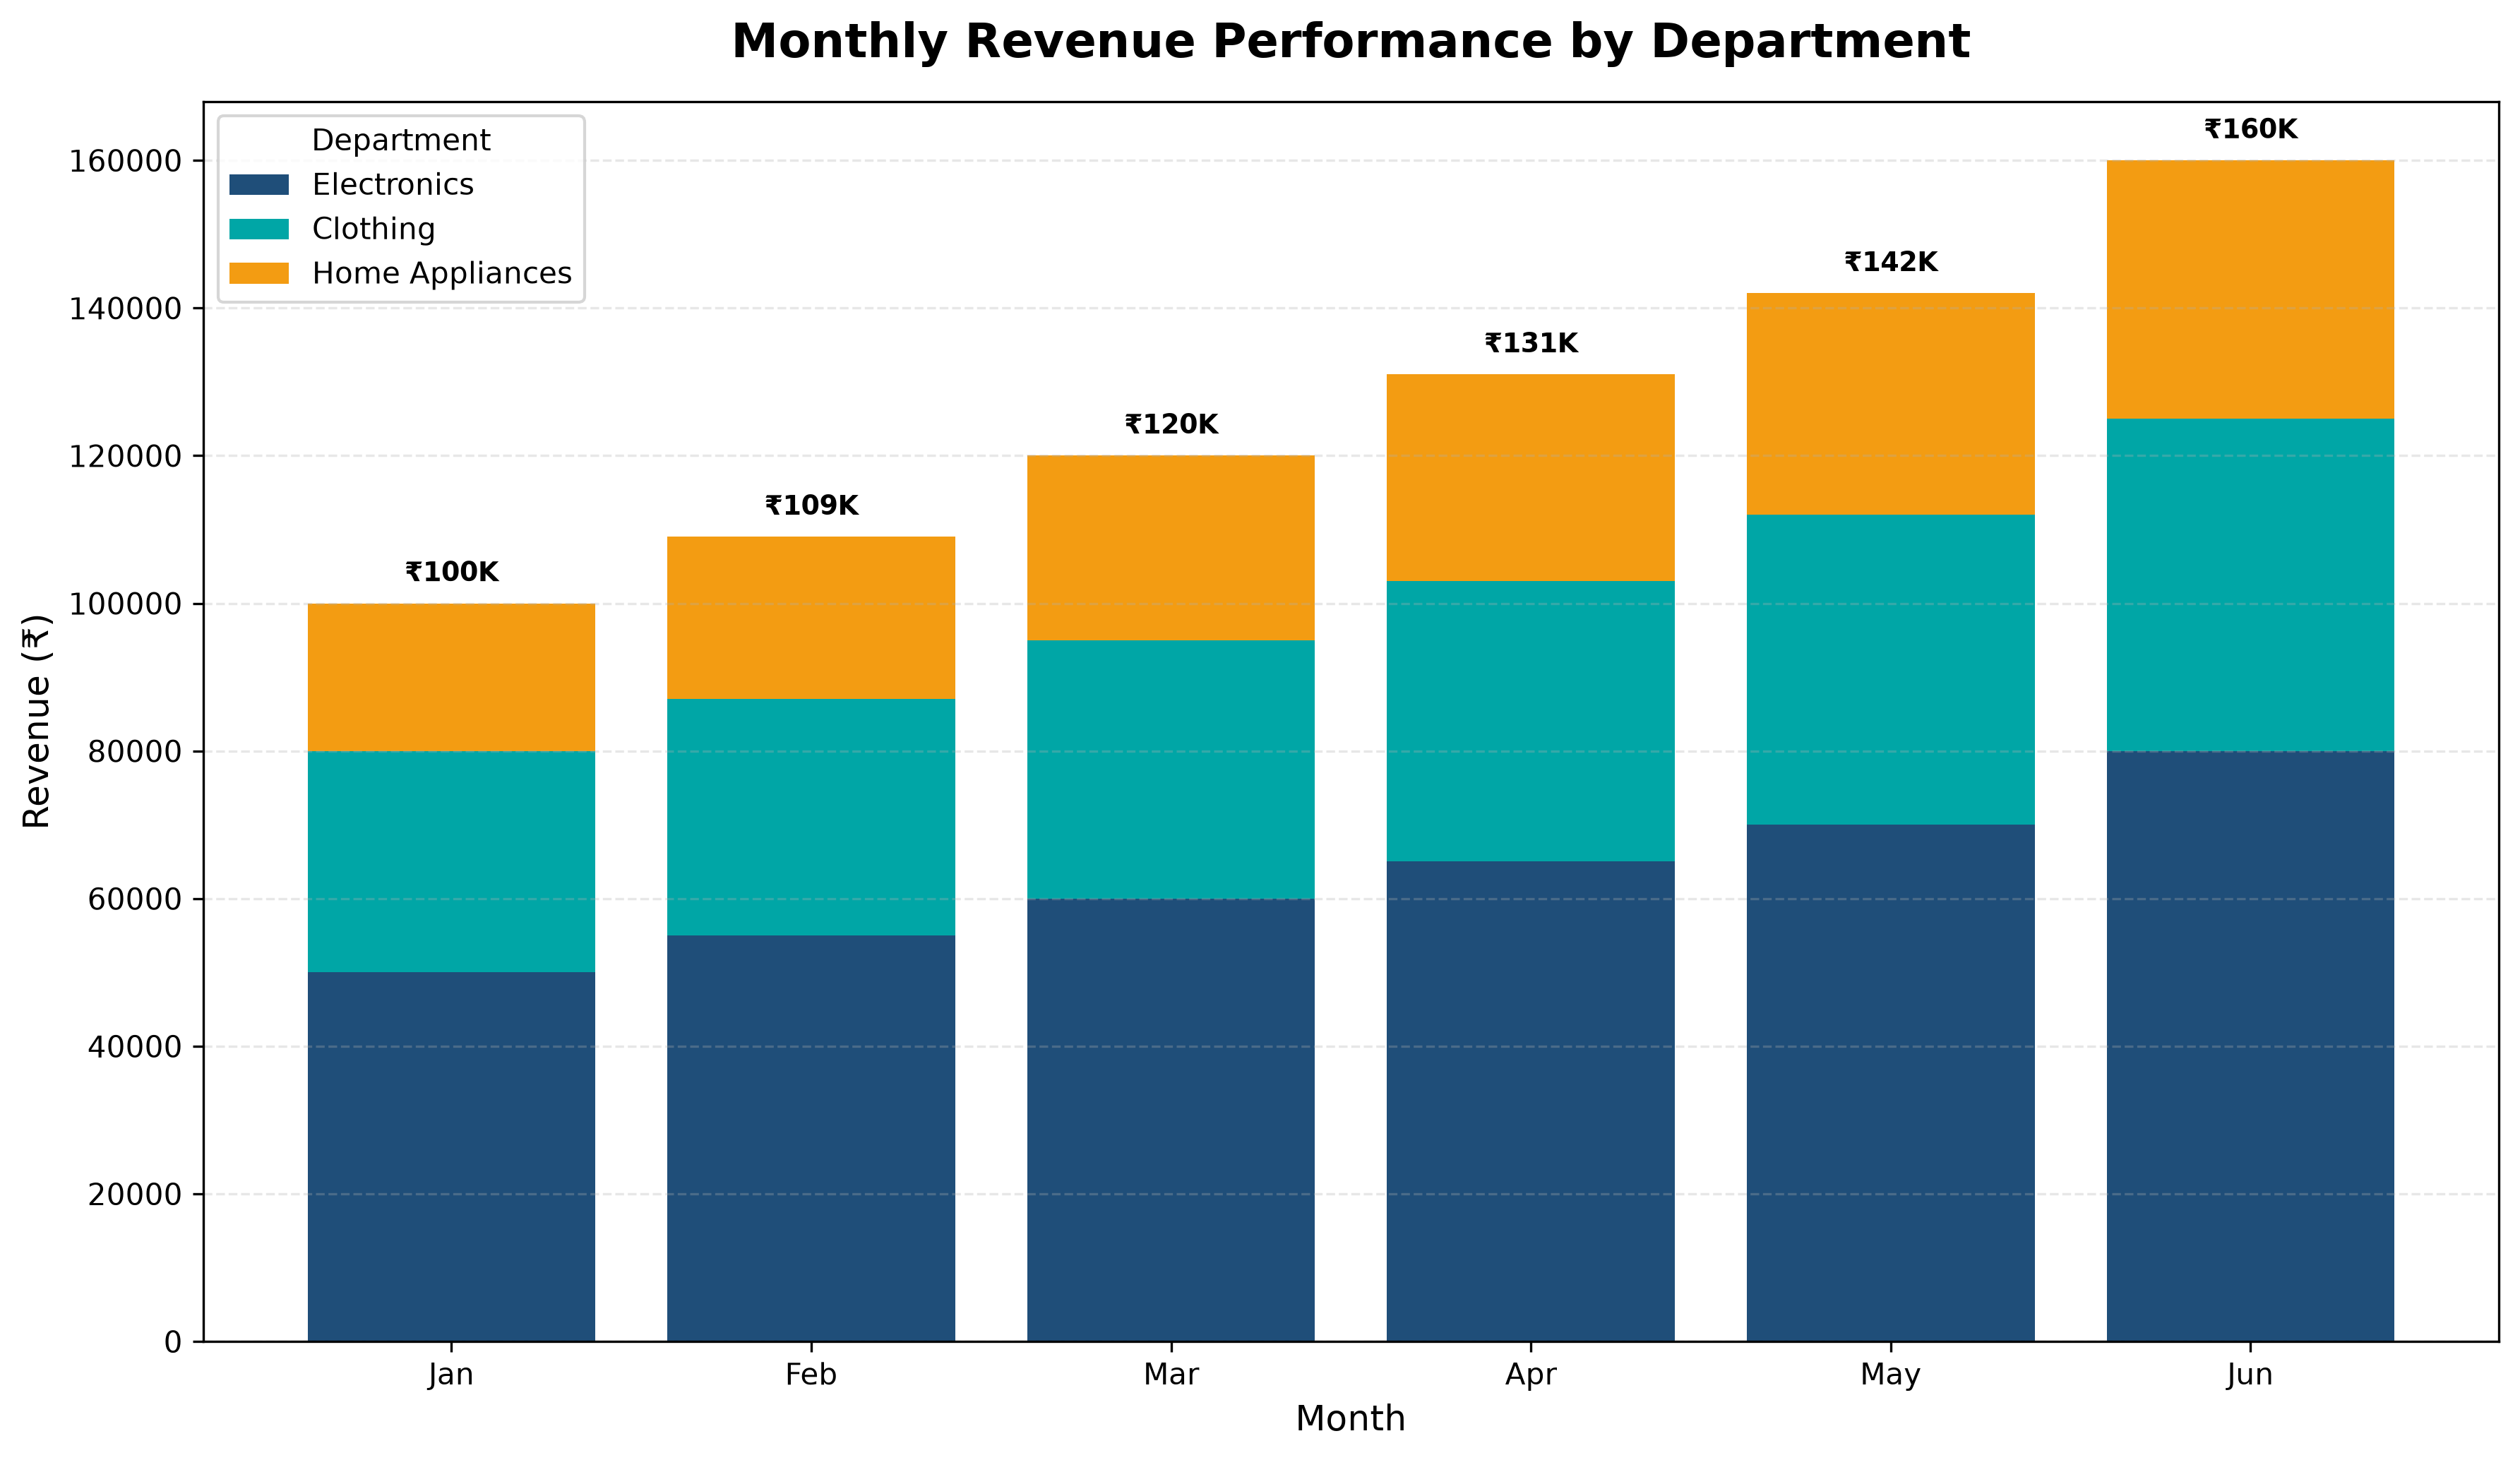 Monthly Revenue Performance by Department
Department
Electronics
Clothing
Home Appliances
₹100K
₹109K
₹120K
₹131K
₹142K
₹160K
Revenue (₹)
160000
140000
120000
100000
80000
60000
40000
20000
0
Jan Feb Mar Apr May Jun
Month